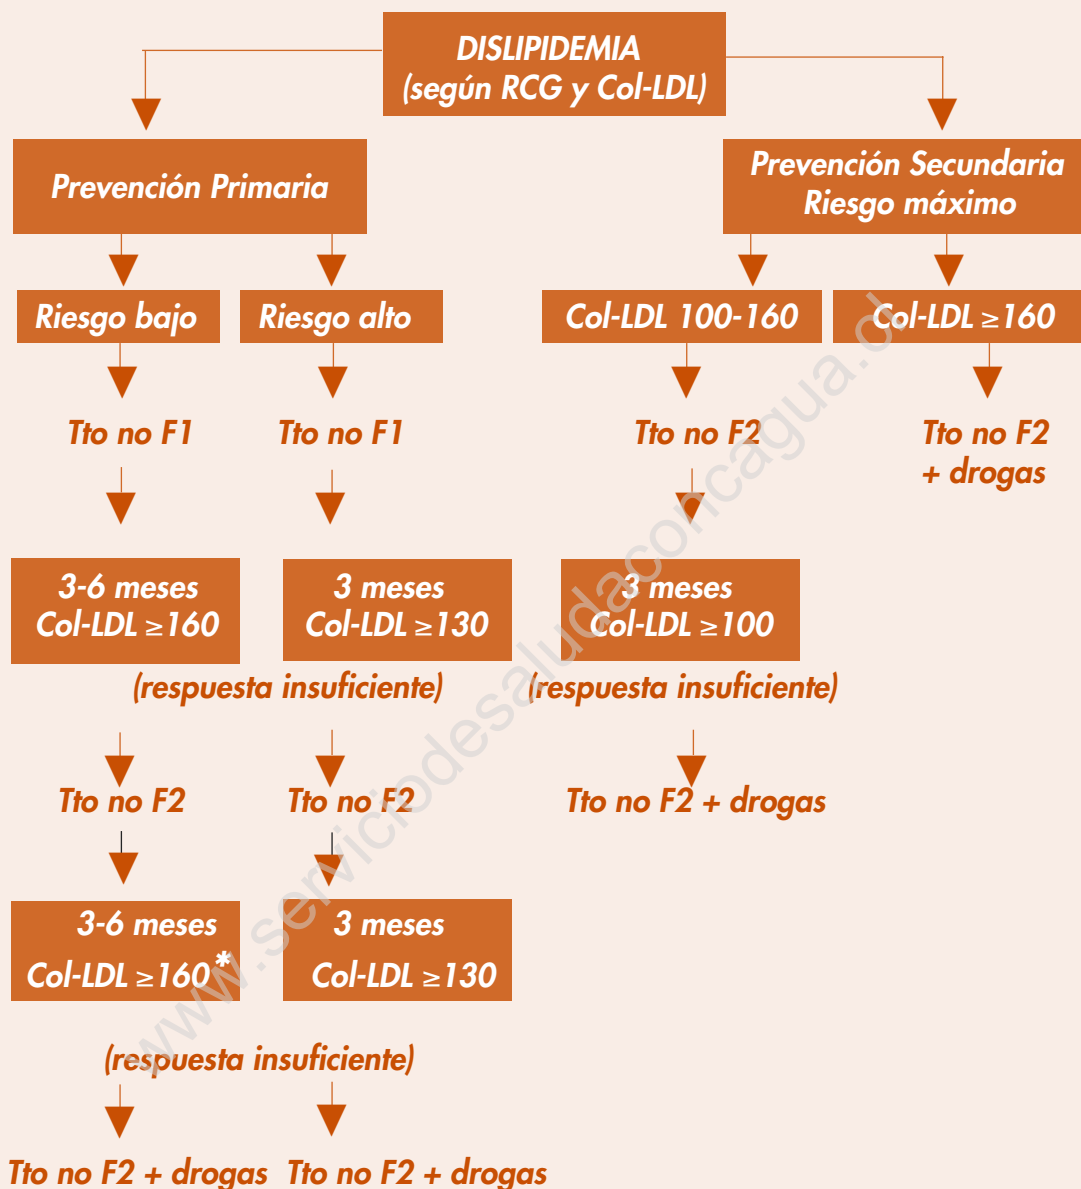 DISLIPIDEMIA
(según RCG y Col-LDL)
Prevención Primaria
Prevención Secundaria
Riesgo máximo
Riesgo bajo
Riesgo alto
Col-LDL 100-160
Col-LDL ≥160
Tto no F1
Tto no F1
Tto no F2
Tto no F2
+ drogas
3-6 meses
Col-LDL ≥160
3 meses
Col-LDL ≥130
3 meses
Col-LDL ≥100
(respuesta insuficiente)
(respuesta insuficiente)
Tto no F2
Tto no F2
Tto no F2 + drogas
3-6 meses
Col-LDL ≥160*
3 meses
Col-LDL ≥130
(respuesta insuficiente)
Tto no F2 + drogas
Tto no F2 + drogas
www.serviciodesaludaconcagua.cl